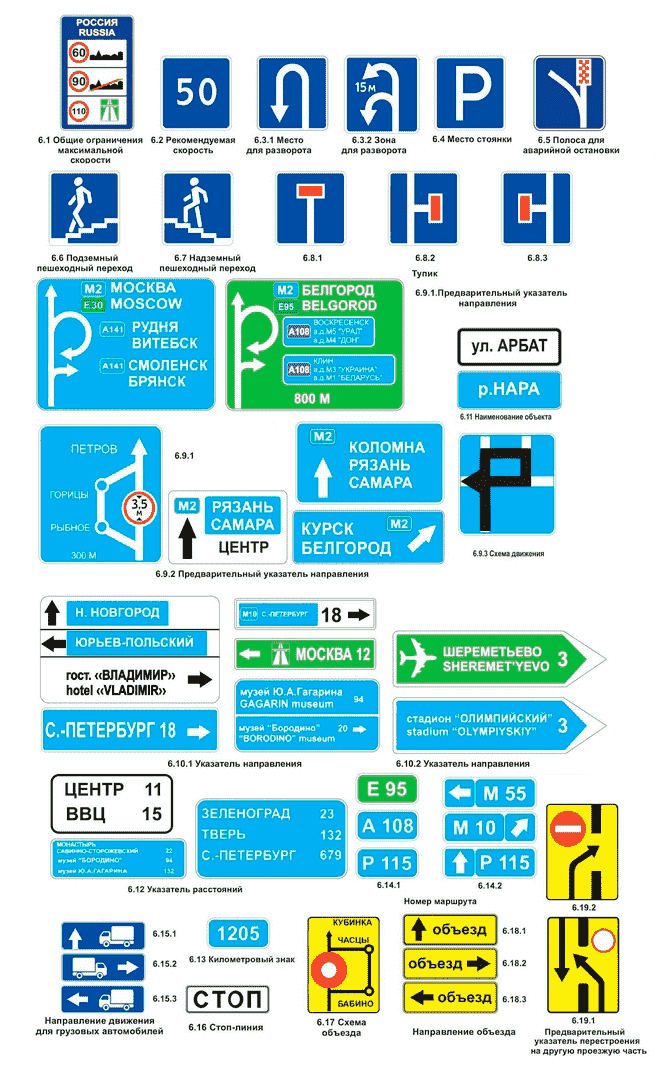 РОССИЯ
RUSSIA
60
90
110
50
15 м
P
6.1 Общие ограничения
максимальной
скорости
6.2 Рекомендуемая
скорость
6.3.1 Место
для разворота
6.3.2 Зона
для разворота
6.4 Место стоянки
6.5 Полоса для
аварийной остановки
6.6 Подземный
пешеходный переход
6.7 Надземный
пешеходный переход
6.8.1
6.8.2
6.8.3
Тупик
6.9.1.Предварительный указатель
направления
М2 МОСКВА
E30 MOSCOW
А141 РУДНЯ
ВИТЕБСК
А141 СМОЛЕНСК
БРЯНСК
М2 БЕЛГОРОД
E95 BELGOROD
А108 ВОСКРЕСЕНСК
а.д.М5 "УРАЛ"
а.д.М4 "ДОН"
А108 КЛИН
а.д.М3 "УКРАИНА"
а.д.М1 "БЕЛАРУСЬ"
800 М
ул. АРБАТ
р.НАРА
6.11 Наименование объекта
ПЕТРОВ
ГОРИЦЫ
РЫБНОЕ
3,5
М
300 М
6.9.1
М2
РЯЗАНЬ
САМАРА
ЦЕНТР
М2
КОЛОМНА
РЯЗАНЬ
САМАРА
КУРСК М2
БЕЛГОРОД
6.9.3 Схема движения
6.9.2 Предварительный указатель направления
Н. НОВГОРОД
ЮРЬЕВ-ПОЛЬСКИЙ
гост. «ВЛАДИМИР»
hotel «VLADIMIR»
С.-ПЕТЕРБУРГ 18
М10 С.-ПЕТЕРБУРГ 18
МОСКВА 12
музей Ю.А.Гагарина
GAGARIN museum 94
музей "Бородино" 20
"BORODINO" museum
ШЕРЕМЕТЬЕВО
SHEREMET'YEVO 3
стадион "ОЛИМПИЙСКИЙ"
stadium "OLYMPIYSKIY" 3
6.10.1 Указатель направления
6.10.2 Указатель направления
ЦЕНТР 11
ВВЦ 15
МОНАСТЫРЬ
САВВИНО-СТОРОЖЕВСКИЙ 22
музей "БОРОДИНО" 94
музей Ю.А.ГАГАРИНА 132
ЗЕЛЕНОГРАД 23
ТВЕРЬ 132
С.-ПЕТЕРБУРГ 679
6.12 Указатель расстояний
Е 95
А 108
Р 115
6.14.1
М 55
М 10
Р 115
6.14.2
Номер маршрута
6.19.2
6.15.1
6.15.2
6.15.3
Направление движения
для грузовых автомобилей
1205
6.13 Километровый знак
СТОП
6.16 Стоп-линия
КУБИНКА
ЧАСЦЫ
БАБИНО
6.17 Схема
объезда
объезд
6.18.1
объезд
6.18.2
объезд
6.18.3
Направление объезда
6.19.1
Предварительный
указатель перестроения
на другую проезжую часть